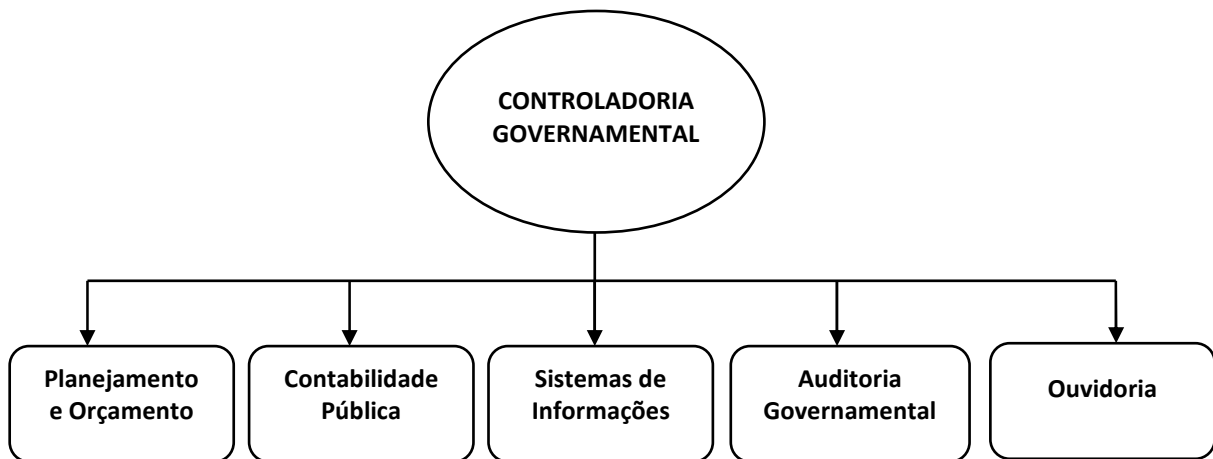 CONTROLADORIA
GOVERNAMENTAL
Planejamento
e Orçamento
Contabilidade
Pública
Sistemas de
Informações
Auditoria
Governamental
Ouvidoria